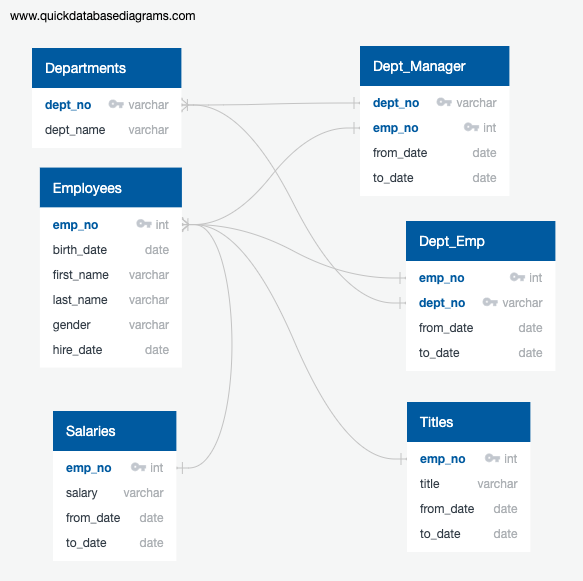 www.quickdatabasediagrams.com
Departments
dept_no varchar
dept_name varchar
Dept_Manager
dept_no varchar
emp_no int
from_date date
to_date date
Employees
emp_no int
birth_date date
first_name varchar
last_name varchar
gender varchar
hire_date date
Dept_Emp
emp_no int
dept_no varchar
from_date date
to_date date
Salaries
emp_no int
salary varchar
from_date date
to_date date
Titles
emp_no int
title varchar
from_date date
to_date date